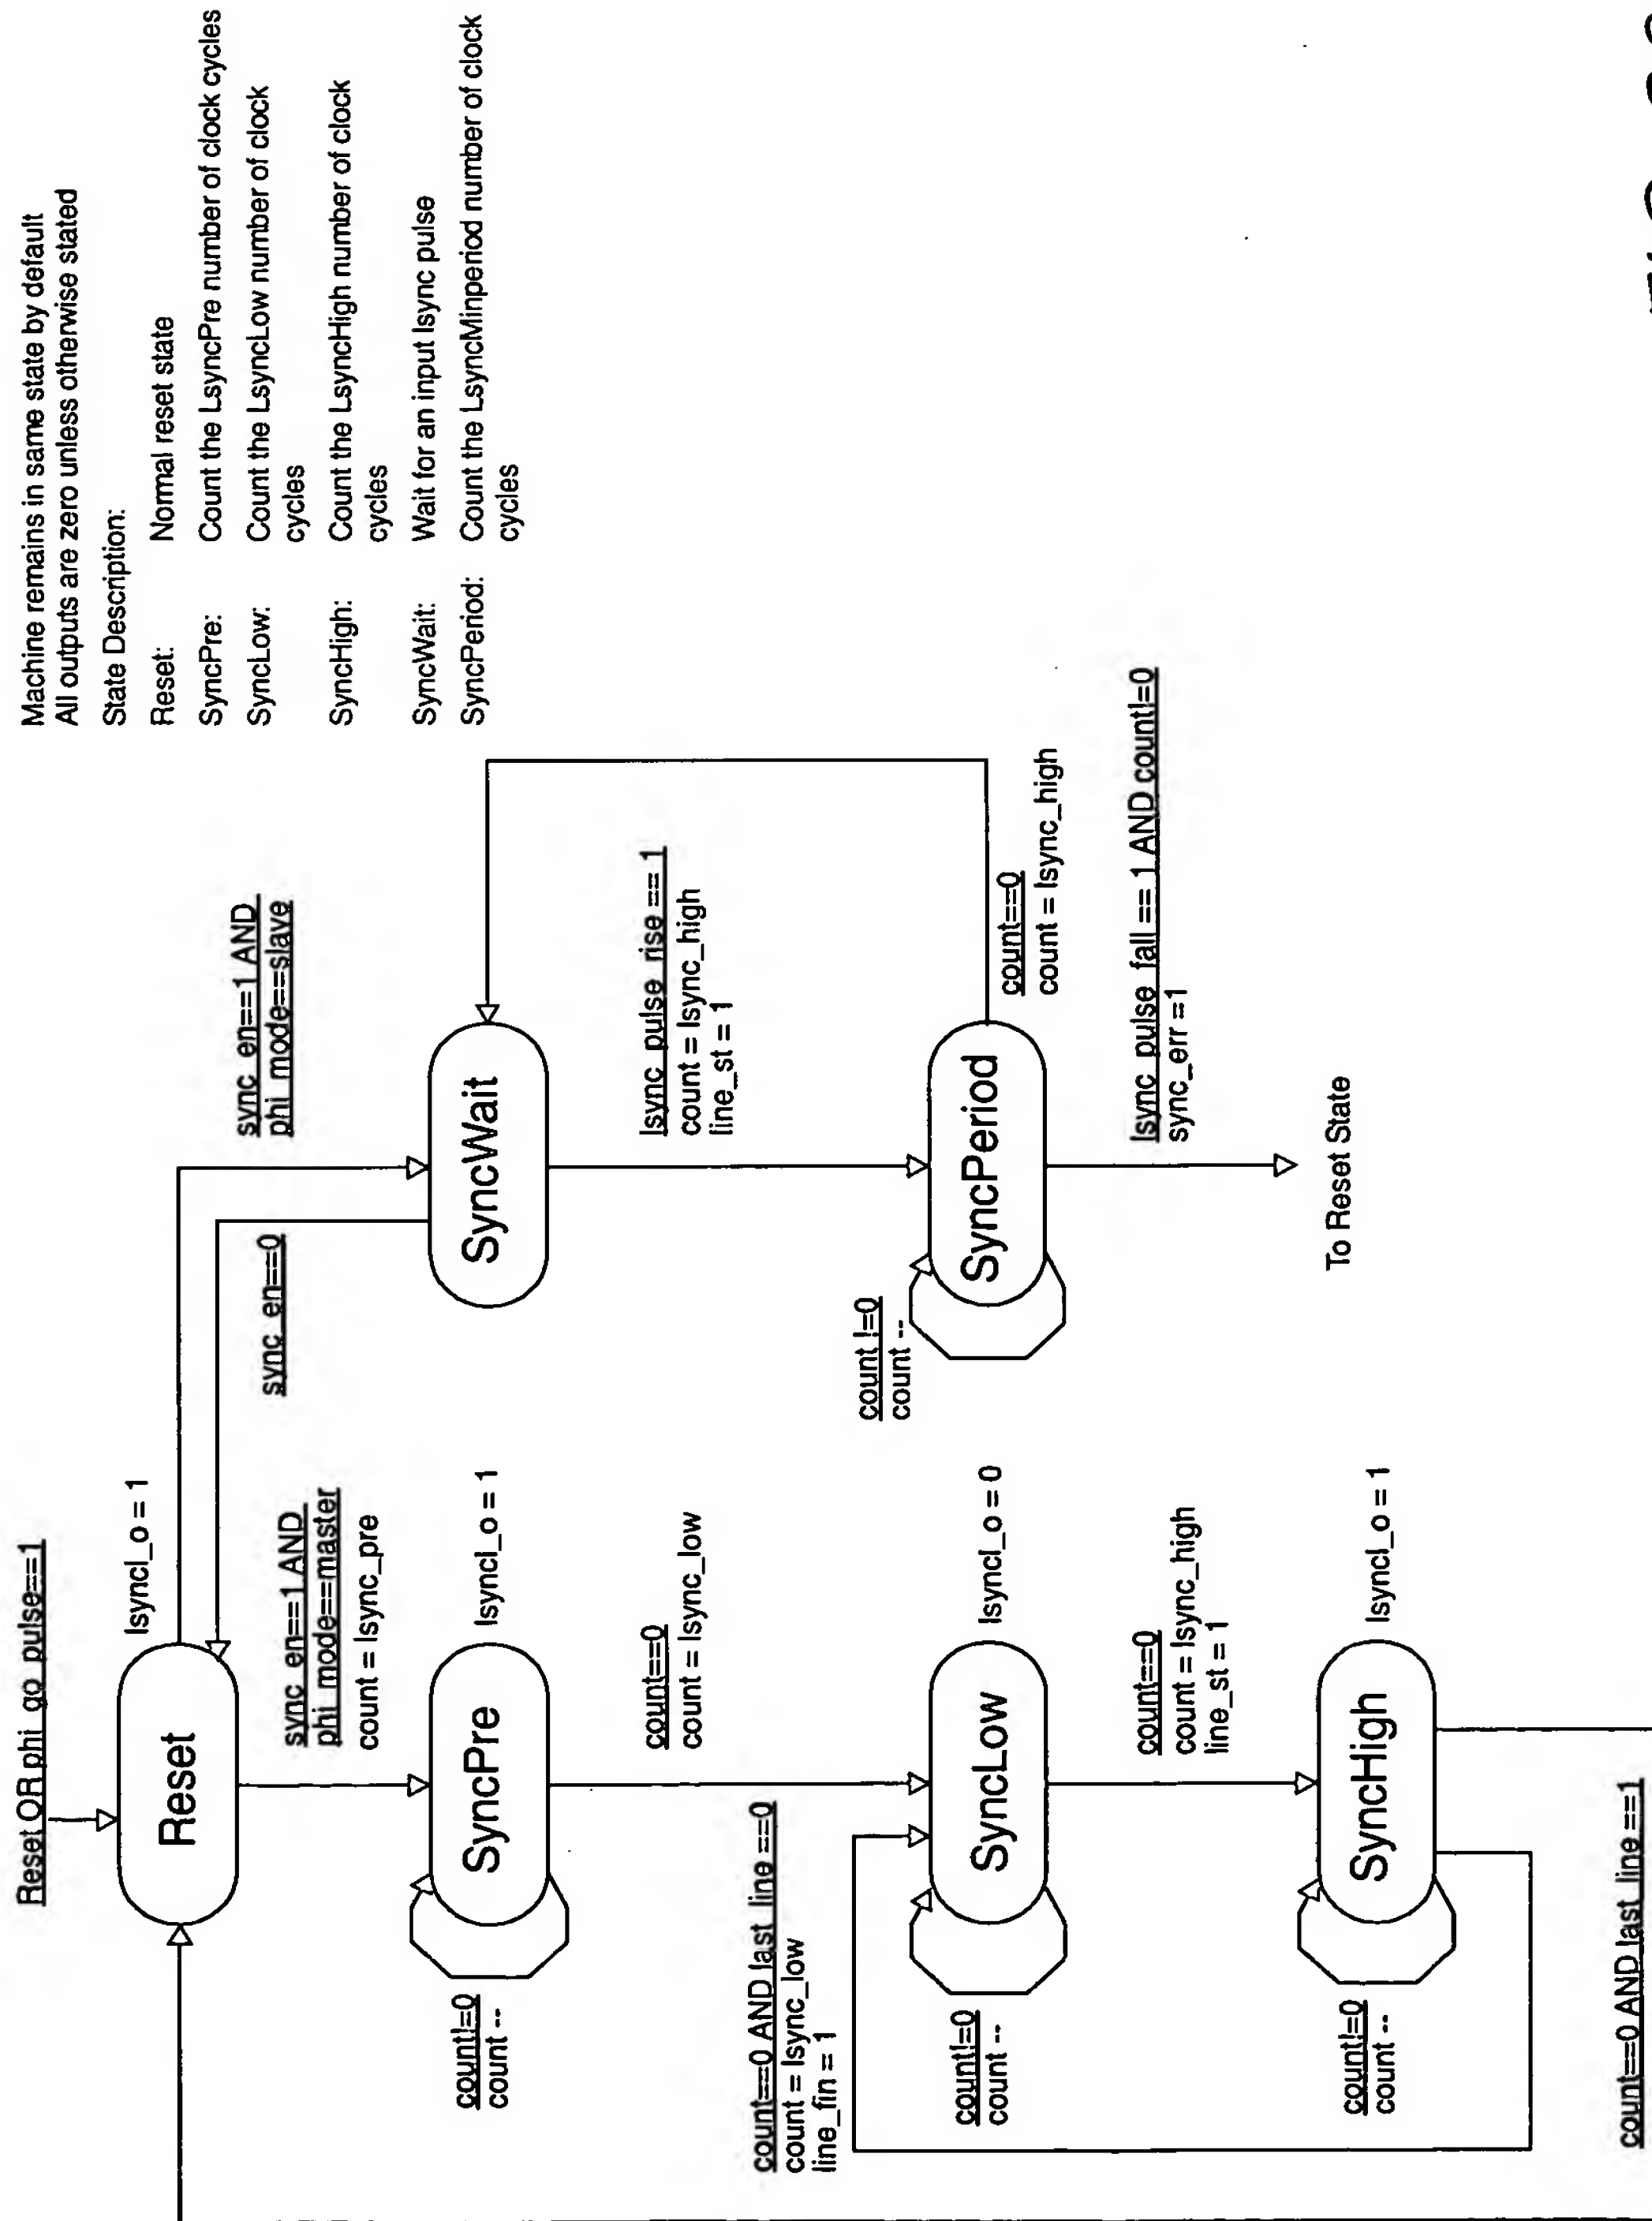 Machine remains in same state by default
All outputs are zero unless otherwise stated
State Description:
Reset: Normal reset state
SyncPre: Count the LsyncPre number of clock cycles
SyncLow: Count the LsyncLow number of clock
cycles
SyncHigh: Count the LsyncHigh number of clock
cycles
SyncWait: Wait for an input lsync pulse
SyncPeriod: Count the LsyncMinperiod number of clock
cycles
Reset OR phi_go_pulse==1
Reset
lsyncl_o = 1
sync_en==1 AND
phi_mode==slave
sync_en==0
sync_en==1 AND
phi_mode==master
count = lsync_pre
SyncPre
lsyncl_o = 1
count!=0
count --
count==0
count = lsync_low
SyncWait
lsync_pulse_rise == 1
count = lsync_high
line_st = 1
count==0 AND last_line ==0
count = lsync_low
line_fin = 1
SyncLow
lsyncl_o = 0
count!=0
count --
count !=0
count --
SyncPeriod
count==0
count = lsync_high
count==0
count = lsync_high
line_st = 1
lsync_pulse_fall == 1 AND count!=0
sync_err =1
To Reset State
SyncHigh
lsyncl_o = 1
count!=0
count --
count==0 AND last_line ==1